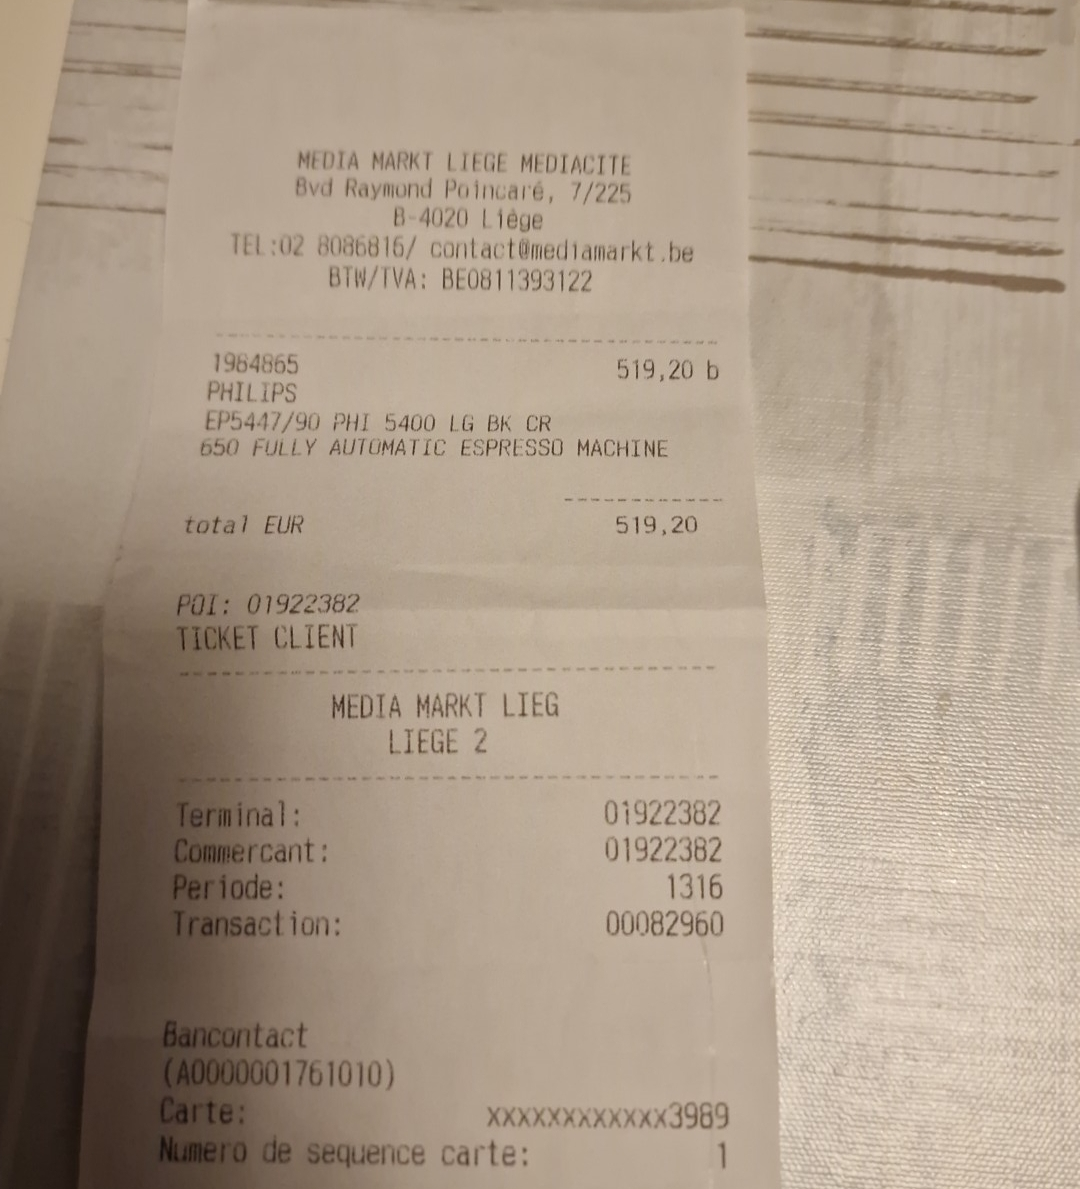 MEDIA MARKT LIEGE MEDIACITE
Bvd Raymond Poincaré, 7/225
B-4020 Liège
TEL:02 8086816/ contact@mediamarkt.be
BTW/TVA: BE0811393122
1984865 519,20 b
PHILIPS
EP5447/90 PHI 5400 LG BK CR
650 FULLY AUTOMATIC ESPRESSO MACHINE
total EUR 519,20
POI: 01922382
TICKET CLIENT
MEDIA MARKT LIEG
LIEGE 2
Terminal: 01922382
Commercant: 01922382
Periode: 1316
Transaction: 00082960
Bancontact
(A0000001761010)
Carte: xxxxxxxxxxxx3989
Numero de sequence carte: 1